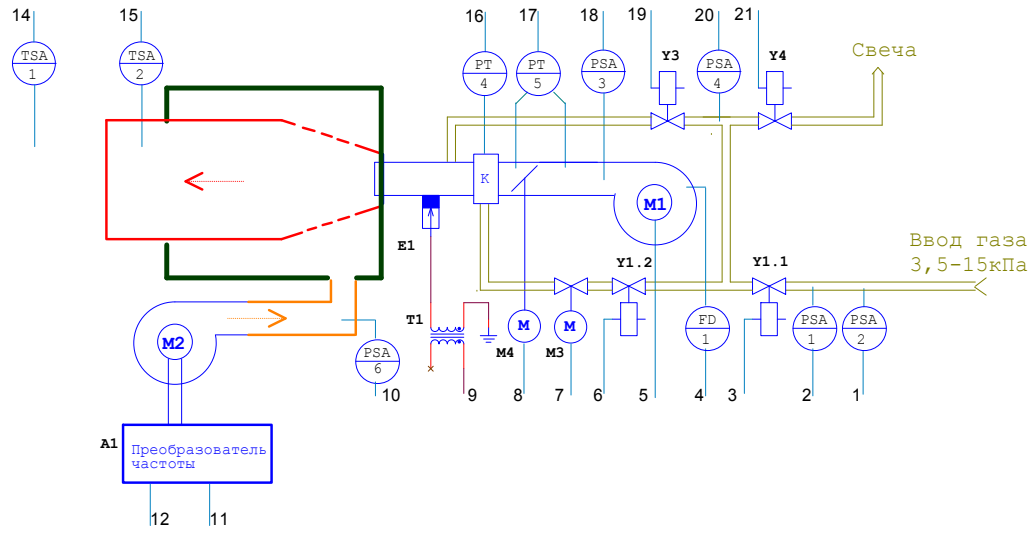 14
15
16
17
18
19
20
21
TSA
1
TSA
2
PT
4
PT
5
PSA
3
Y3
PSA
4
Y4
Свеча
K
M1
E1
Y1.2
Y1.1
Ввод газа
3,5-15кПа
T1
M2
PSA
6
M4
M
M3
M
FD
1
PSA
1
PSA
2
10
9
8
7
6
5
4
3
2
1
A1
Преобразователь
частоты
12
11